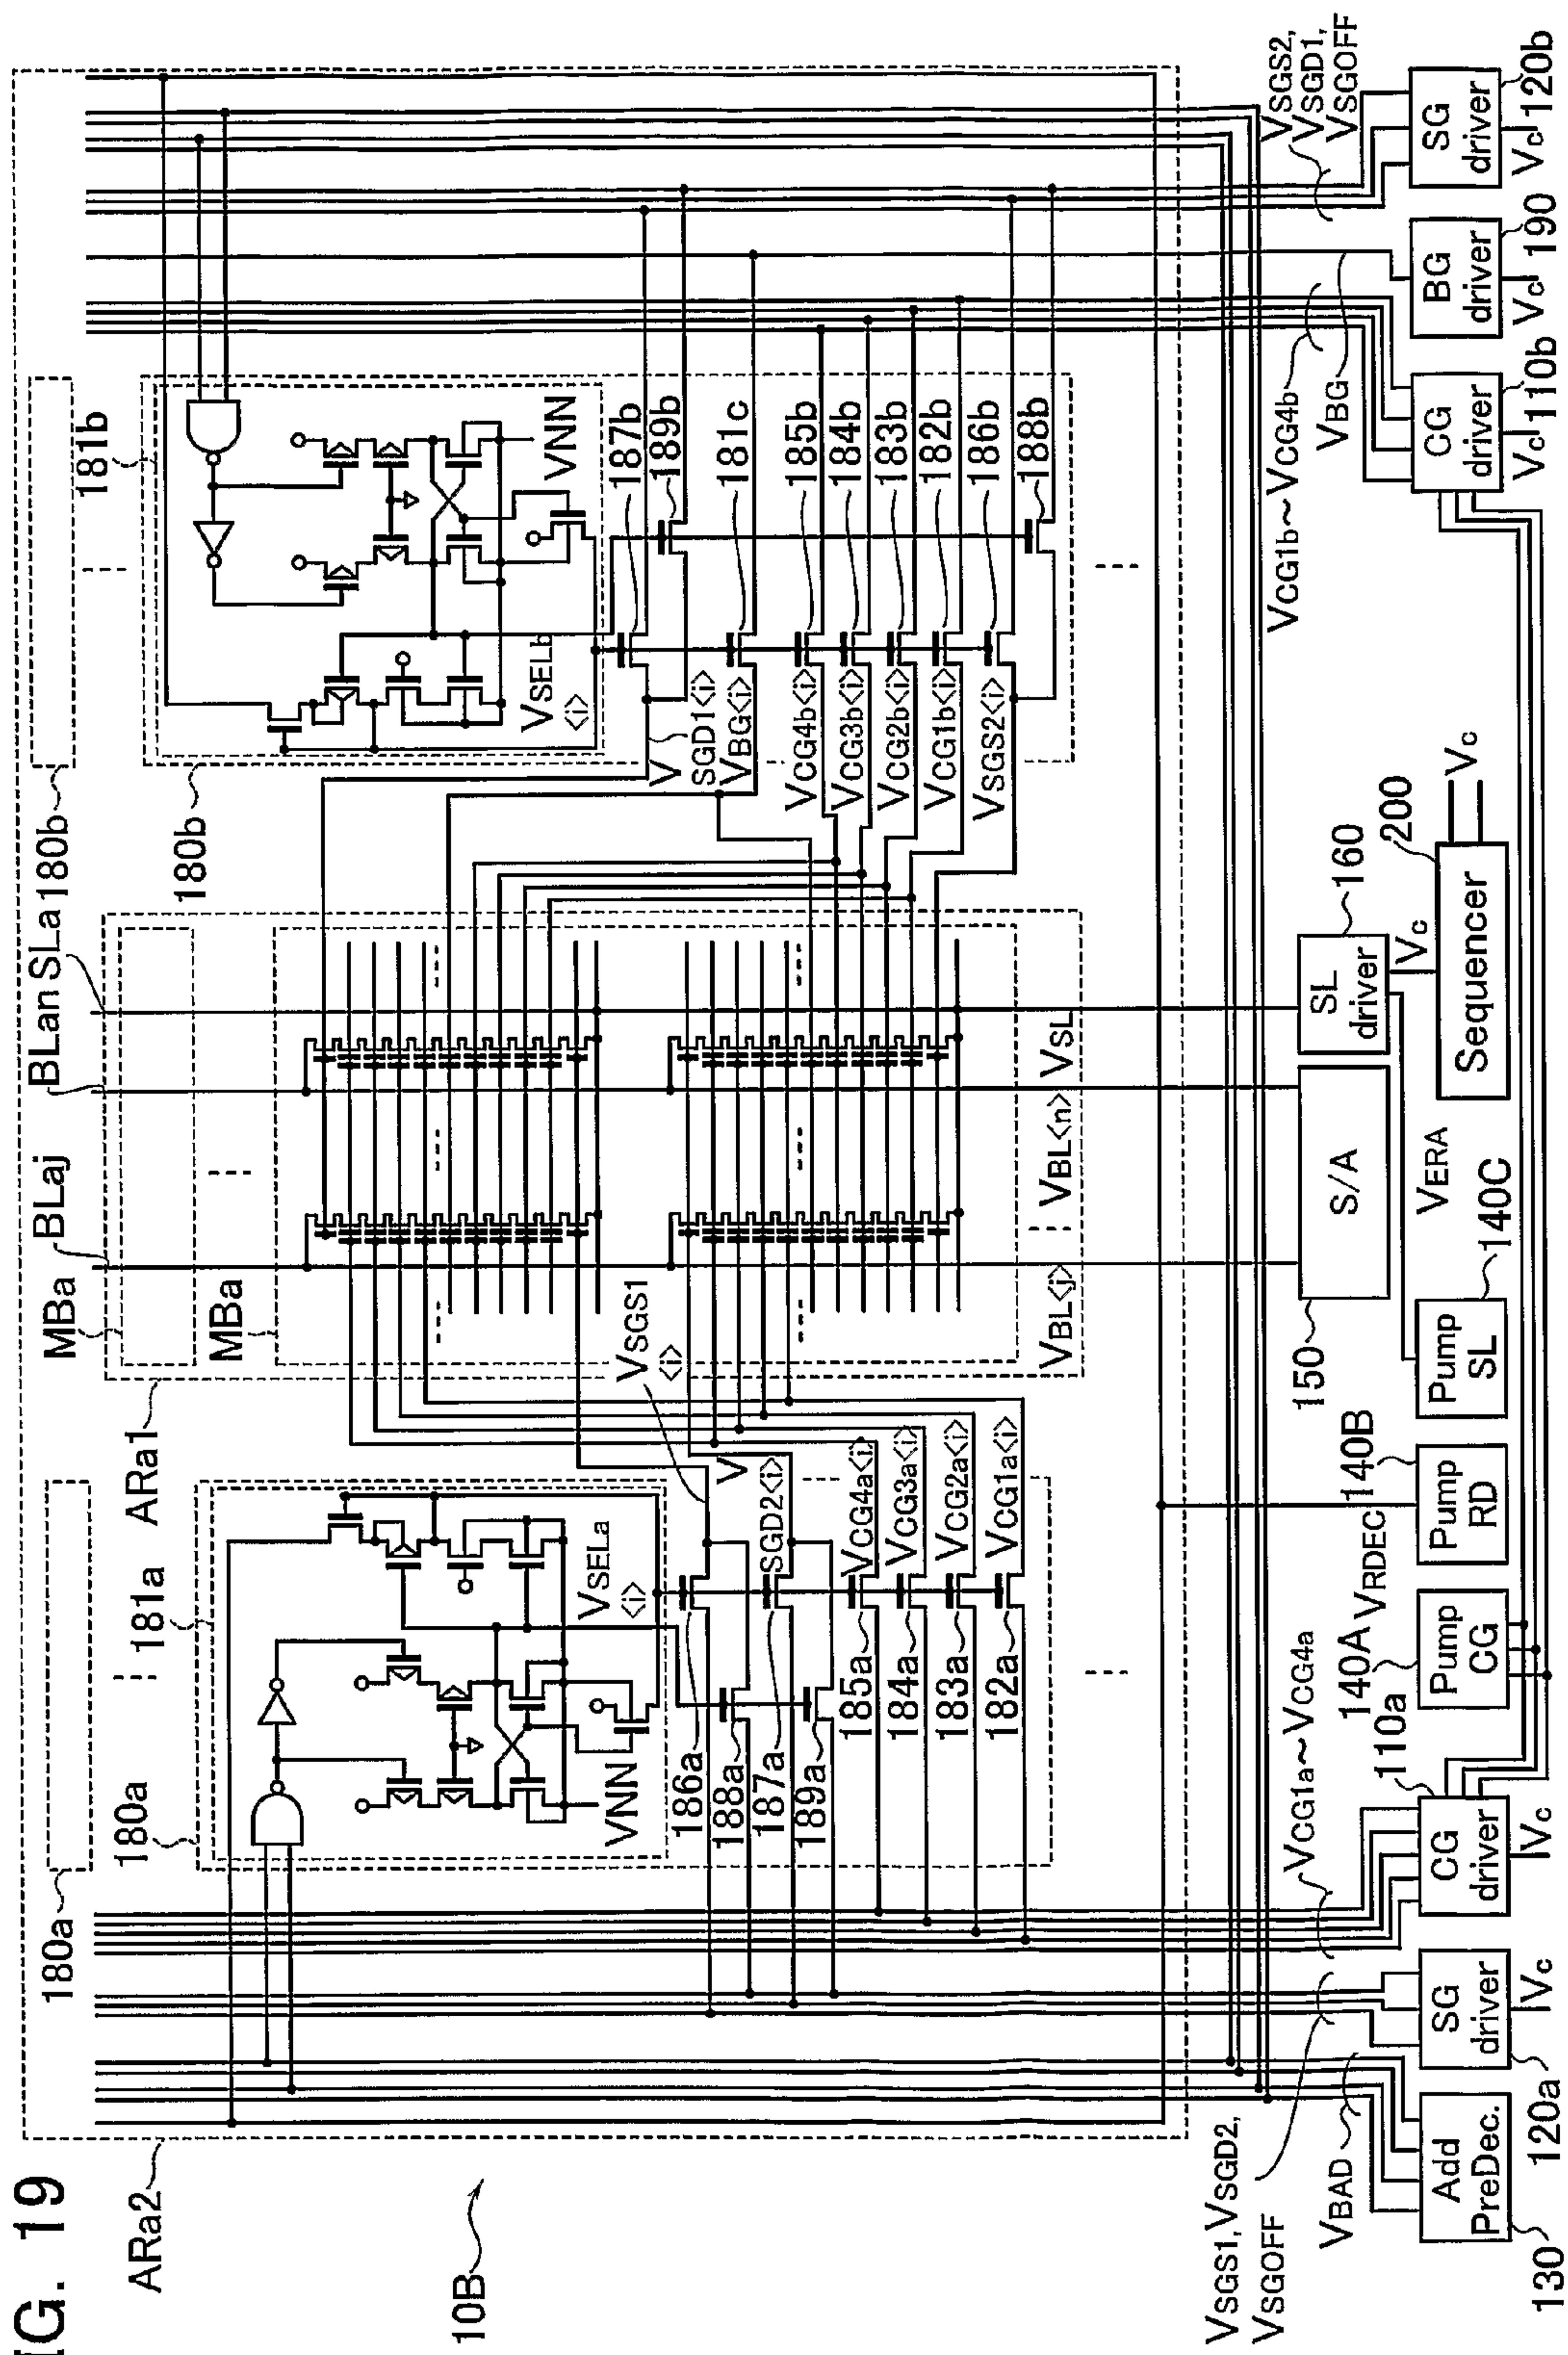 IG. 19
ARa2
10B
180a
180a
181a
ARa1
MBa
MBa
BLaj
BLan
SLa
180b
180b
181b
VNN
VSELa
<i>
VSGS1
<i>
V
SGD2<i>
VCG4a<i>
VCG3a<i>
VCG2a<i>
VCG1a<i>
186a
188a
187a
189a
185a
184a
183a
182a
VNN
VSELb
<i>
V
SGD1<i>
VBG<i>
VCG4b<i>
VCG3b<i>
VCG2b<i>
VCG1b<i>
VSGS2<i>
187b
189b
181c
185b
184b
183b
182b
186b
188b
VBL<j>
VBL<n>
VSL
VSGS1,VSGD2,
VSGOFF
VBAD
VCG1a~VCG4a
VCG1b~VCG4b
VBG
VSGS2,
VSGD1,
VSGOFF
Add
PreDec.
130
SG
driver
120a
Vc
CG
driver
110a
Vc
Pump
CG
140A
VRDEC
Pump
RD
140B
Pump
SL
140C
VERA
S/A
150
SL
driver
160
Vc
Sequencer
200
Vc
CG
driver
110b
Vc
BG
driver
190
Vc
SG
driver
120b
Vc